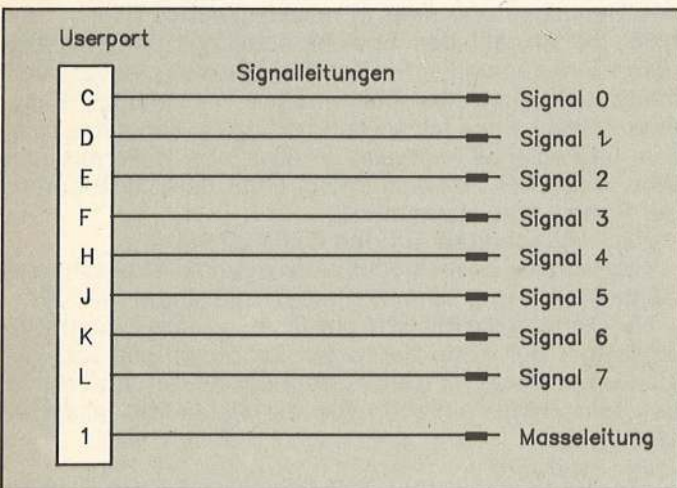 Userport
Signalleitungen
C Signal 0
D Signal 1
E Signal 2
F Signal 3
H Signal 4
J Signal 5
K Signal 6
L Signal 7
1 Masseleitung